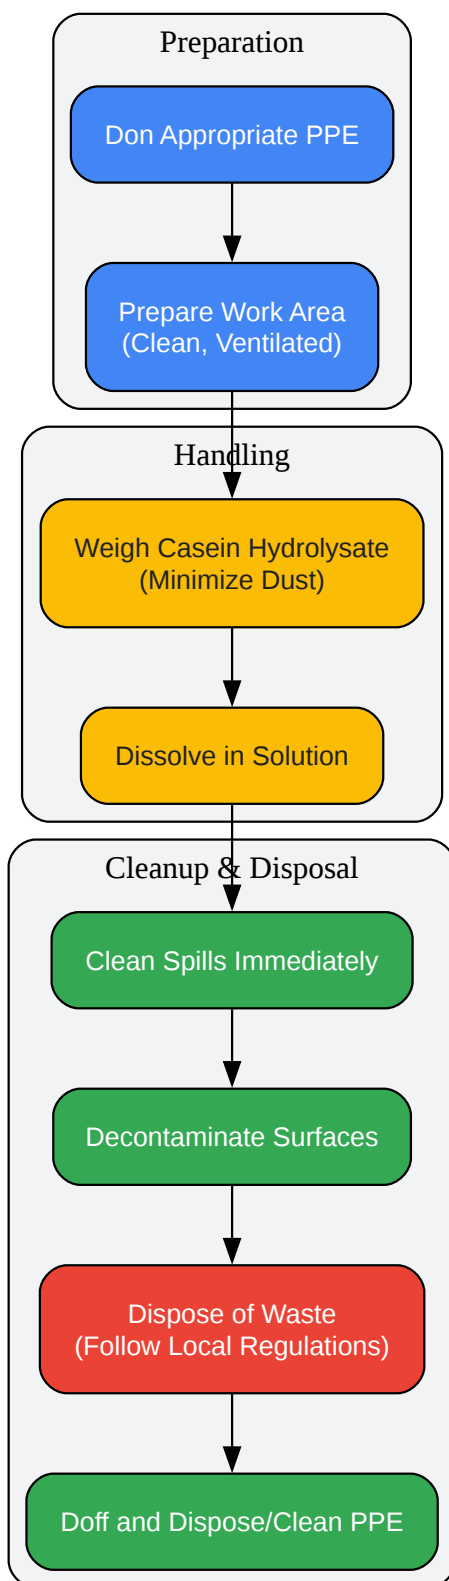 Preparation
Don Appropriate PPE
Prepare Work Area
(Clean, Ventilated)
Handling
Weigh Casein Hydrolysate
(Minimize Dust)
Dissolve in Solution
Cleanup & Disposal
Clean Spills Immediately
Decontaminate Surfaces
Dispose of Waste
(Follow Local Regulations)
Doff and Dispose/Clean PPE